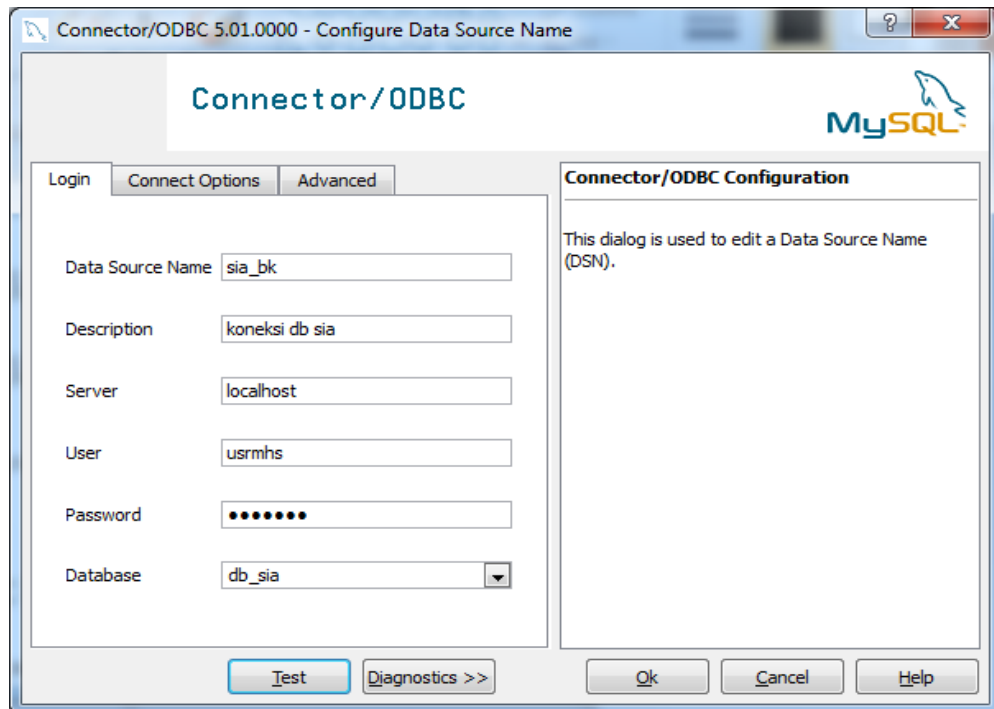 Connector/ODBC 5.01.0000 - Configure Data Source Name
Connector/ODBC
MySQL
Login
Connect Options
Advanced
Data Source Name
sia_bk
Description
koneksi db sia
Server
localhost
User
usrmhs
Password
•••••••
Database
db_sia
Connector/ODBC Configuration
This dialog is used to edit a Data Source Name
(DSN).
Test
Diagnostics >>
Ok
Cancel
Help